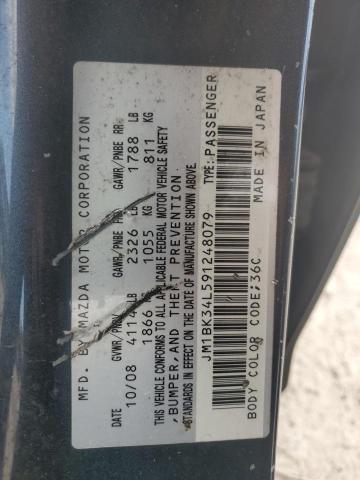 MFD. BY MAZDA MOTOR CORPORATION
DATE GVWR/PNBV GAWR/PNBE FR. GAWR/PNBE RR.
10/08 4114 LB 2326 LB 1788 LB
1866 KG 1055 KG 811 KG
THIS VEHICLE CONFORMS TO ALL APPLICABLE FEDERAL MOTOR VEHICLE SAFETY
,BUMPER,AND THEFT PREVENTION
STANDARDS IN EFFECT ON THE DATE OF MANUFACTURE SHOWN ABOVE.
JM1BK34L591248079 TYPE:PASSENGER
BODY COLOR CODE;36C MADE IN JAPAN